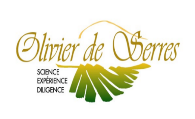 Olivier de Serres
SCIENCE
EXPÉRIENCE
DILIGENCE